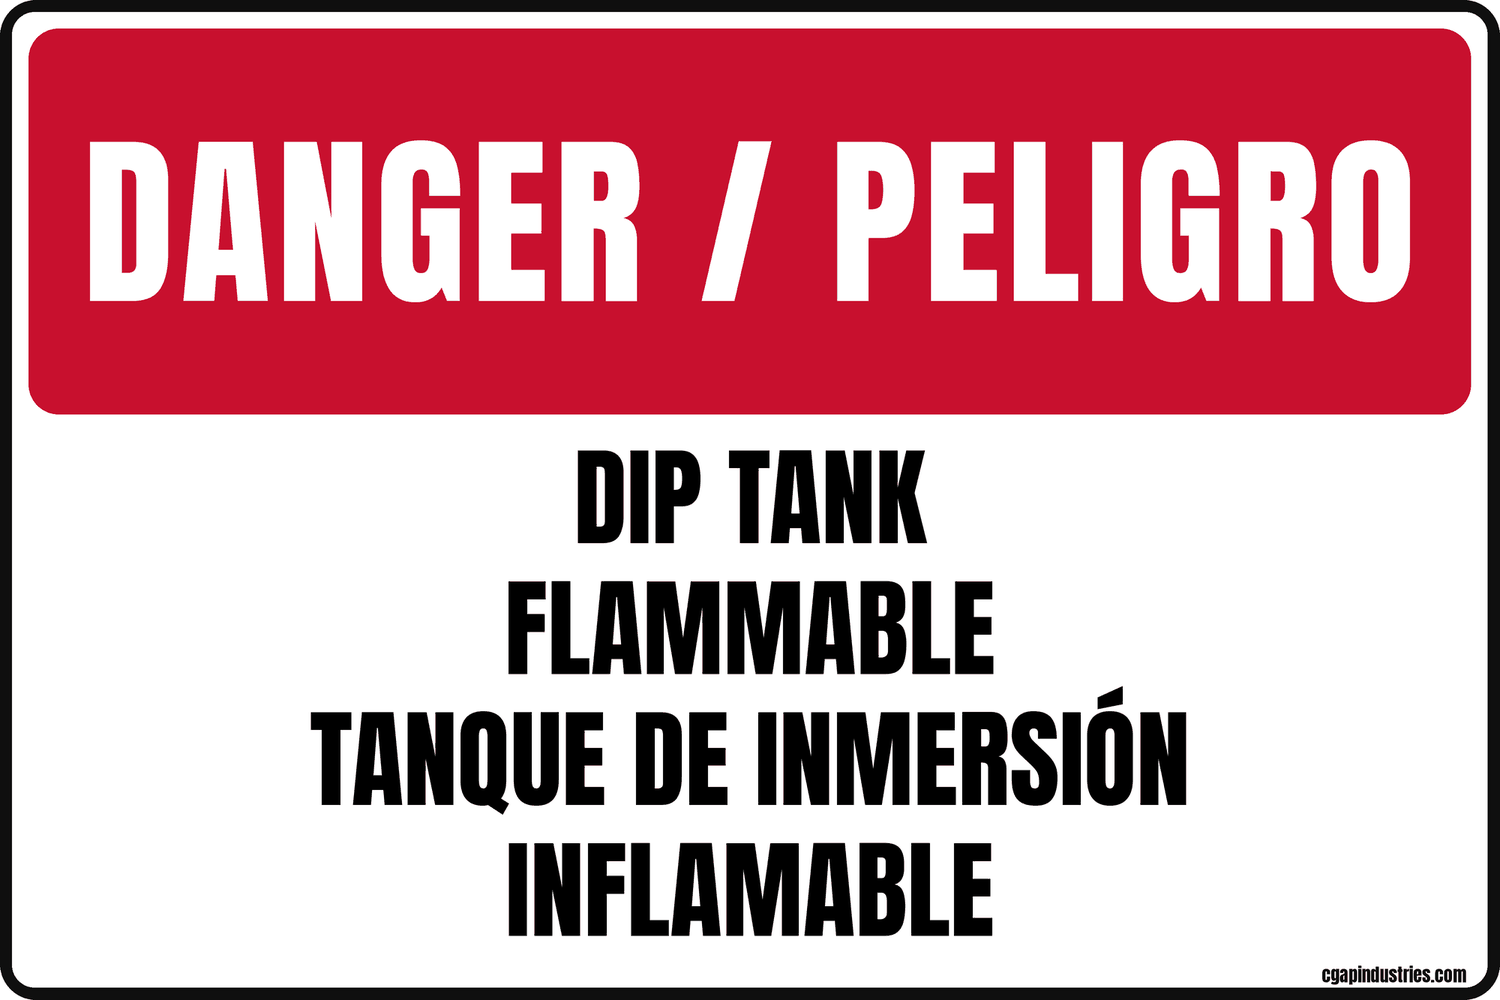 DANGER / PELIGRO
DIP TANK
FLAMMABLE
TANQUE DE INMERSIÓN
INFLAMABLE
cgapindustries.com